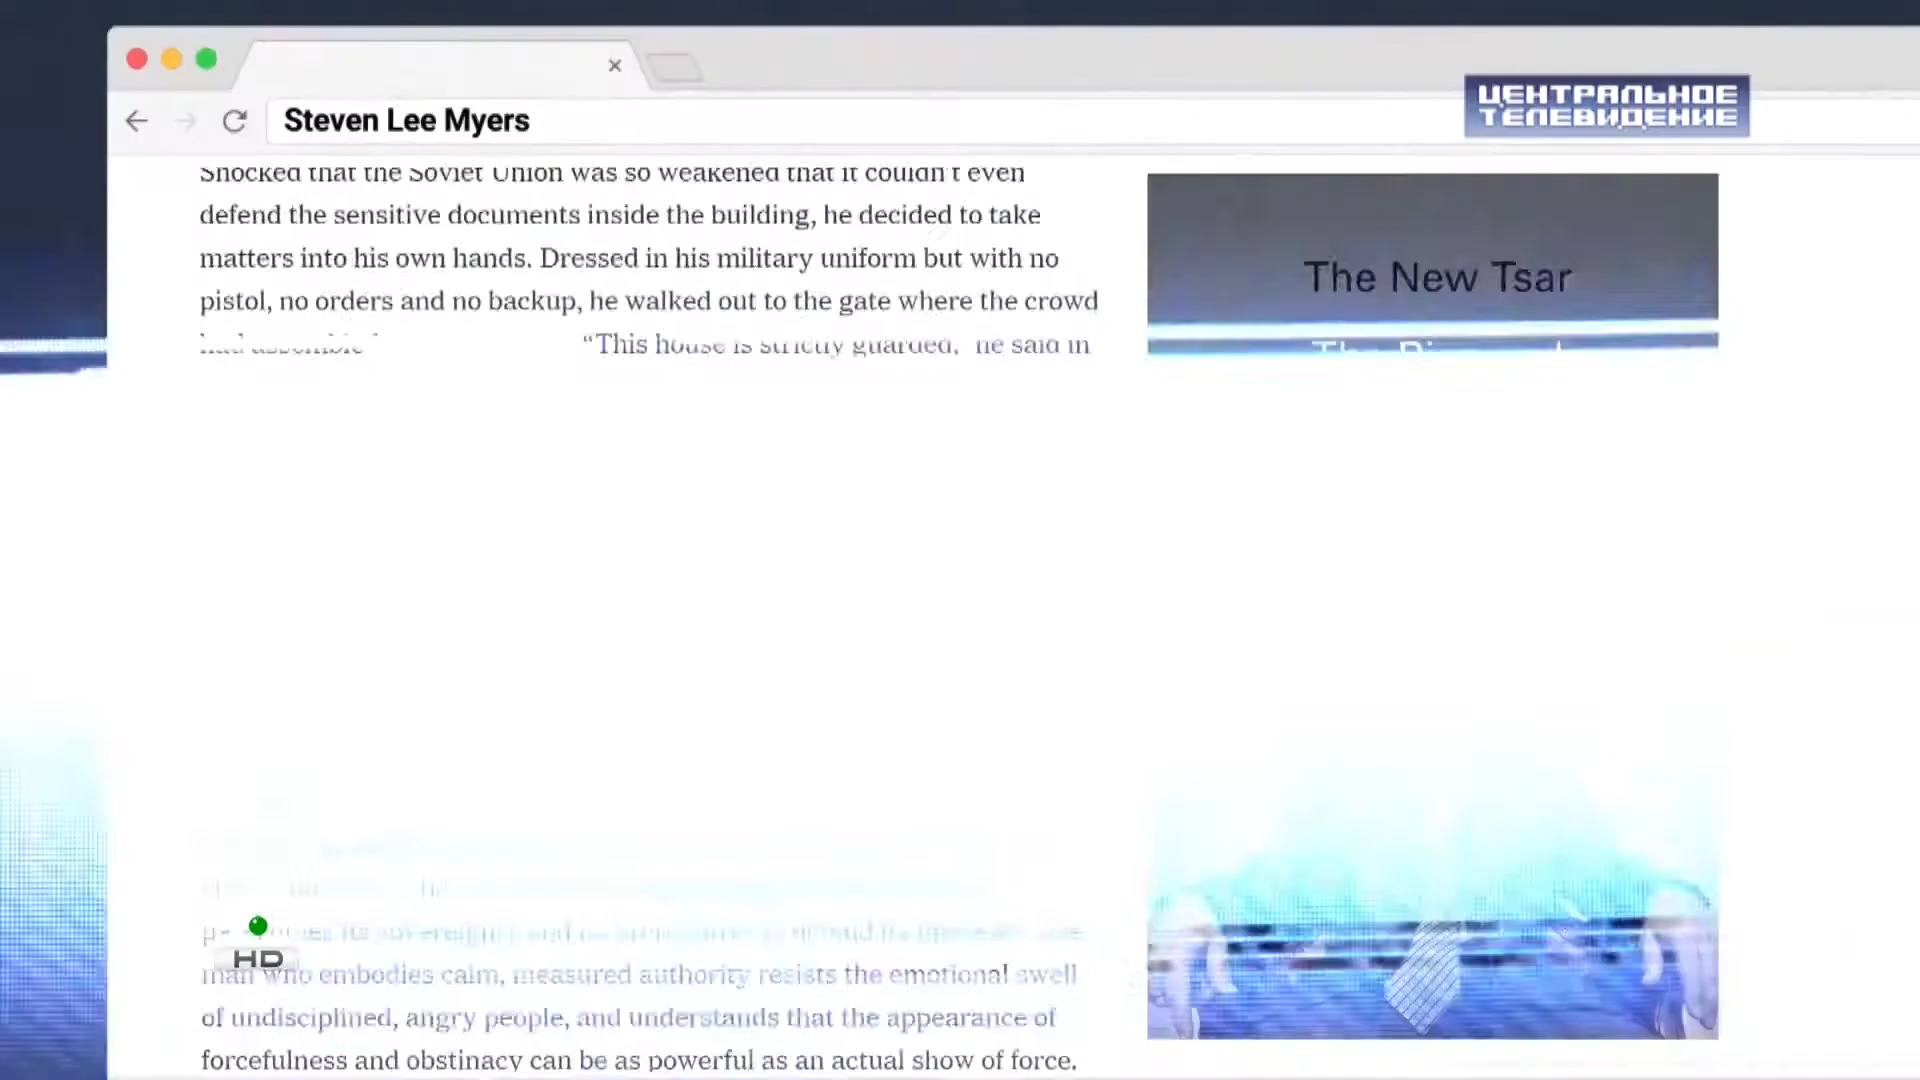 Steven Lee Myers
ЦЕНТРАЛЬНОЕ
ТЕЛЕВИДЕНИЕ
Shocked that the Soviet Union was so weakened that it couldn't even
defend the sensitive documents inside the building, he decided to take
matters into his own hands. Dressed in his military uniform but with no
pistol, no orders and no backup, he walked out to the gate where the crowd
had assembled “This house is strictly guarded,” he said in
The New Tsar
HD
man who embodies calm, measured authority resists the emotional swell
of undisciplined, angry people, and understands that the appearance of
forcefulness and obstinacy can be as powerful as an actual show of force.